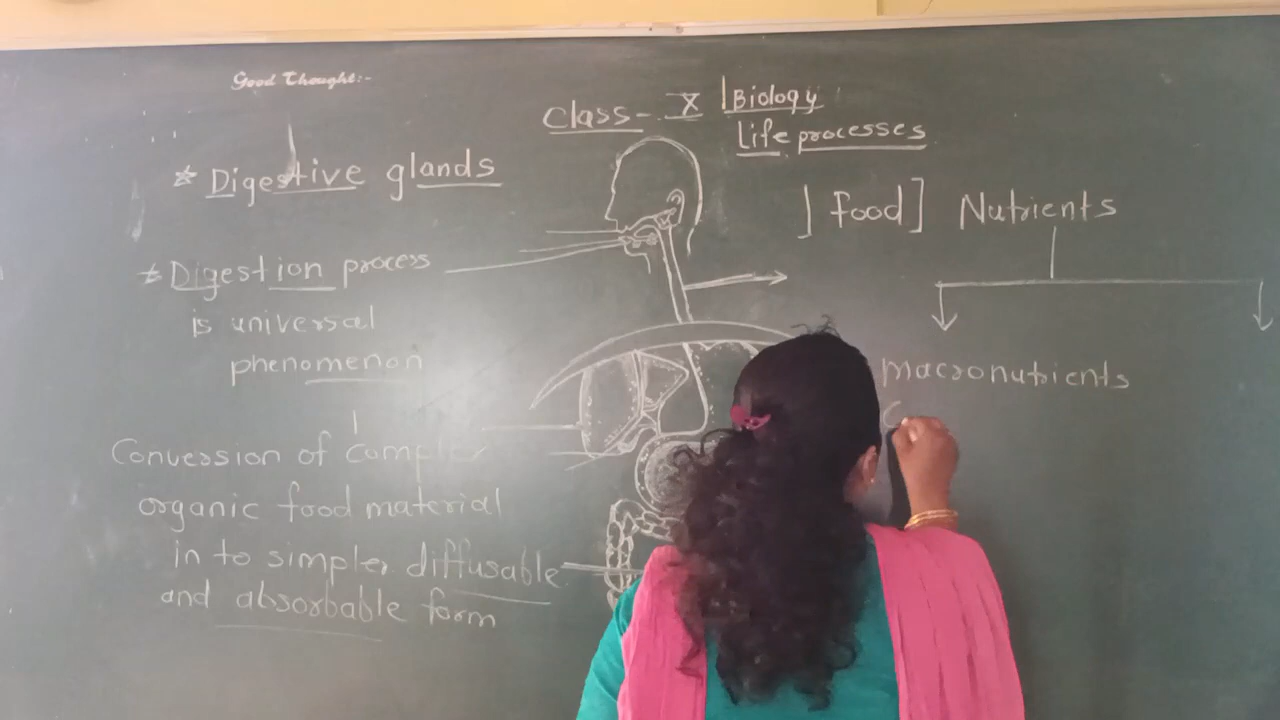 Good Thought:-
Class- X | Biology
Life processes
* Digestive glands
] food ] Nutrients
* Digestion process
is universal
phenomenon
macronutrients
C
Conversion of complex
organic food material
in to simpler diffusable
and absorbable form